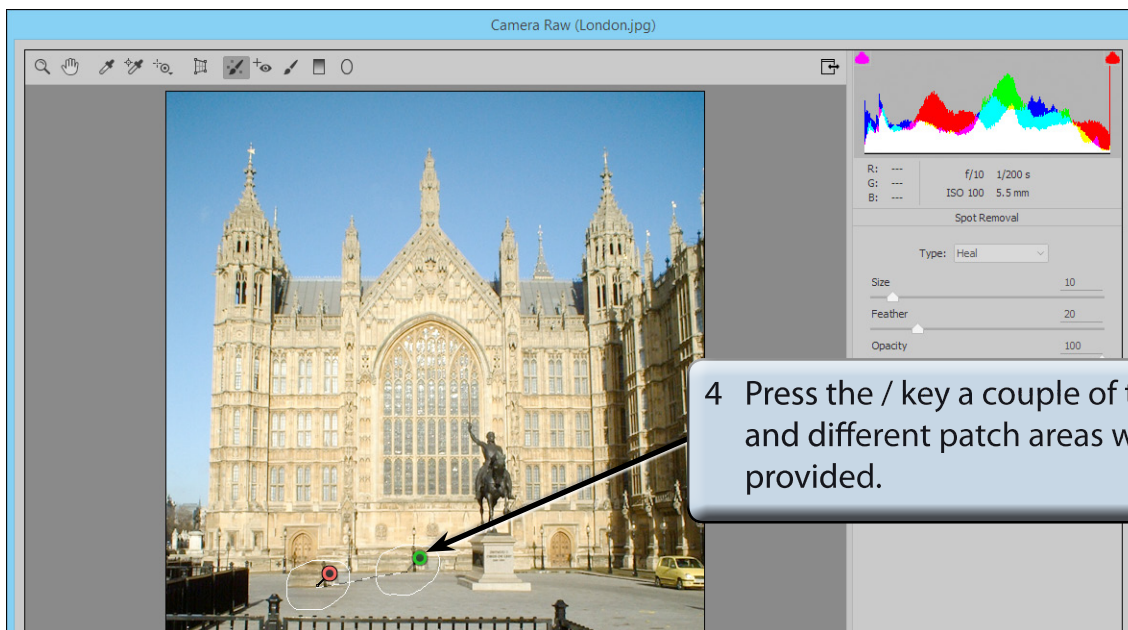 Camera Raw (London.jpg)
R: ---
G: ---
B: ---
f/10 1/200 s
ISO 100 5.5 mm
Spot Removal
Type: Heal
Size 10
Feather 20
Opacity 100
4 Press the / key a couple of
and different patch areas
provided.